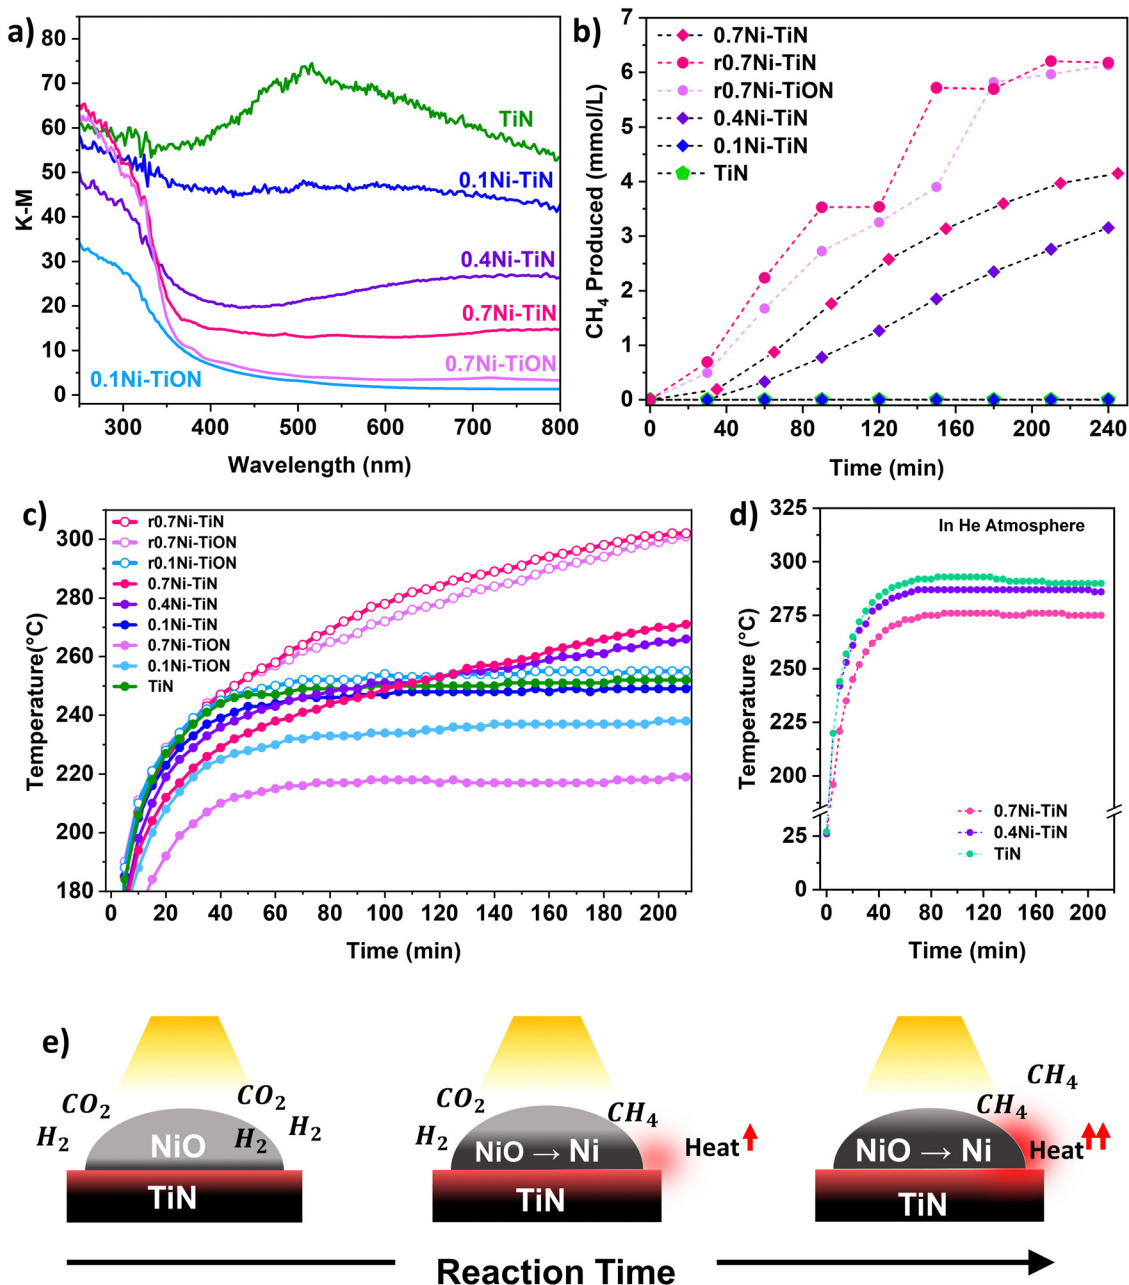 a)
80
70
60
50
40
30
20
10
0
K-M
TiN
0.1Ni-TiN
0.4Ni-TiN
0.7Ni-TiN
0.7Ni-TiON
0.1Ni-TiON
300 400 500 600 700 800
Wavelength (nm)
b)
7
6
5
4
3
2
1
0
CH₄ Produced (mmol/L)
0.7Ni-TiN
r0.7Ni-TiN
r0.7Ni-TiON
0.4Ni-TiN
0.1Ni-TiN
TiN
0 40 80 120 160 200 240
Time (min)
c)
300
280
260
240
220
200
180
Temperature(°C)
r0.7Ni-TiN
r0.7Ni-TiON
r0.1Ni-TiON
0.7Ni-TiN
0.4Ni-TiN
0.1Ni-TiN
0.7Ni-TiON
0.1Ni-TiON
TiN
0 20 40 60 80 100 120 140 160 180 200
Time (min)
d)
325
300
275
250
225
200
25
0
Temperature (°C)
In He Atmosphere
0.7Ni-TiN
0.4Ni-TiN
TiN
0 40 80 120 160 200
Time (min)
e)
CO₂
H₂
CO₂
H₂
H₂
NiO
TiN
CO₂
H₂
CH₄
NiO → Ni
Heat
TiN
CH₄
CH₄
NiO → Ni
Heat
TiN
Reaction Time